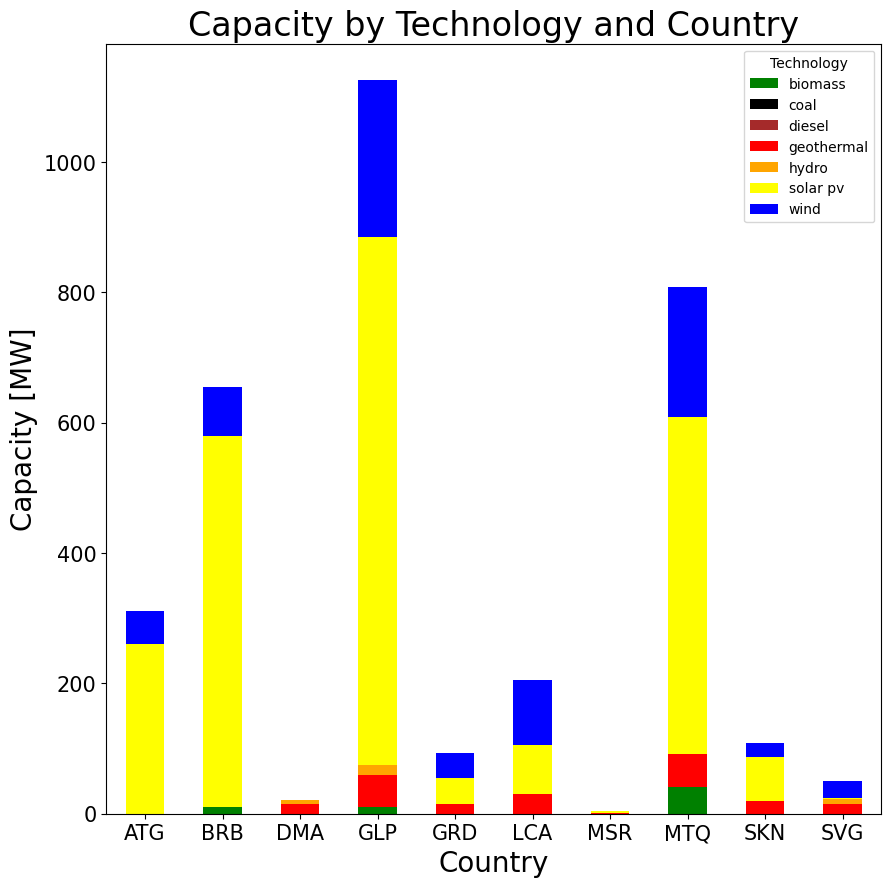 Capacity by Technology and Country
Technology
biomass
coal
diesel
geothermal
hydro
solar pv
wind
Capacity [MW]
1000
800
600
400
200
0
ATG BRB DMA GLP GRD LCA MSR MTQ SKN SVG
Country